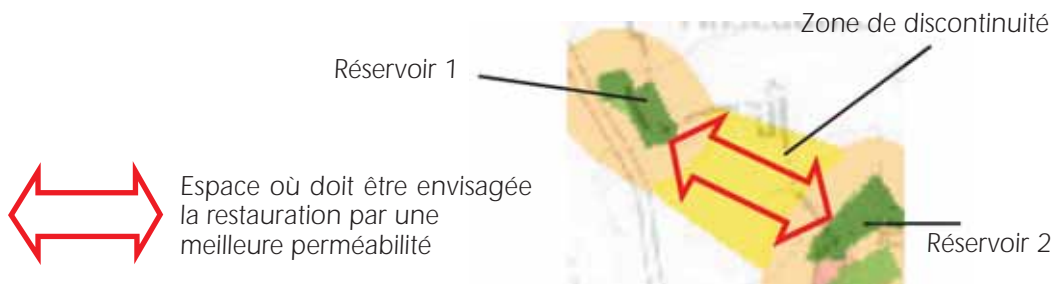 Zone de discontinuité
Réservoir 1
Espace où doit être envisagée
la restauration par une
meilleure perméabilité
Réservoir 2